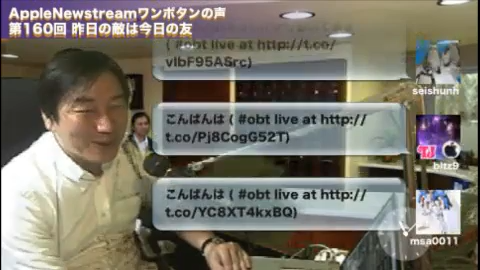 AppleNewstreamワンボタンの声
第160回 昨日の敵は今日の友
( #obt live at http://t.co/
vIbF95ASrc)
seishunh
こんばんは ( #obt live at http://
t.co/Pj8CogG52T)
bltz9
こんばんは ( #obt live at http://
t.co/YC8XT4kxBQ)
msa0011